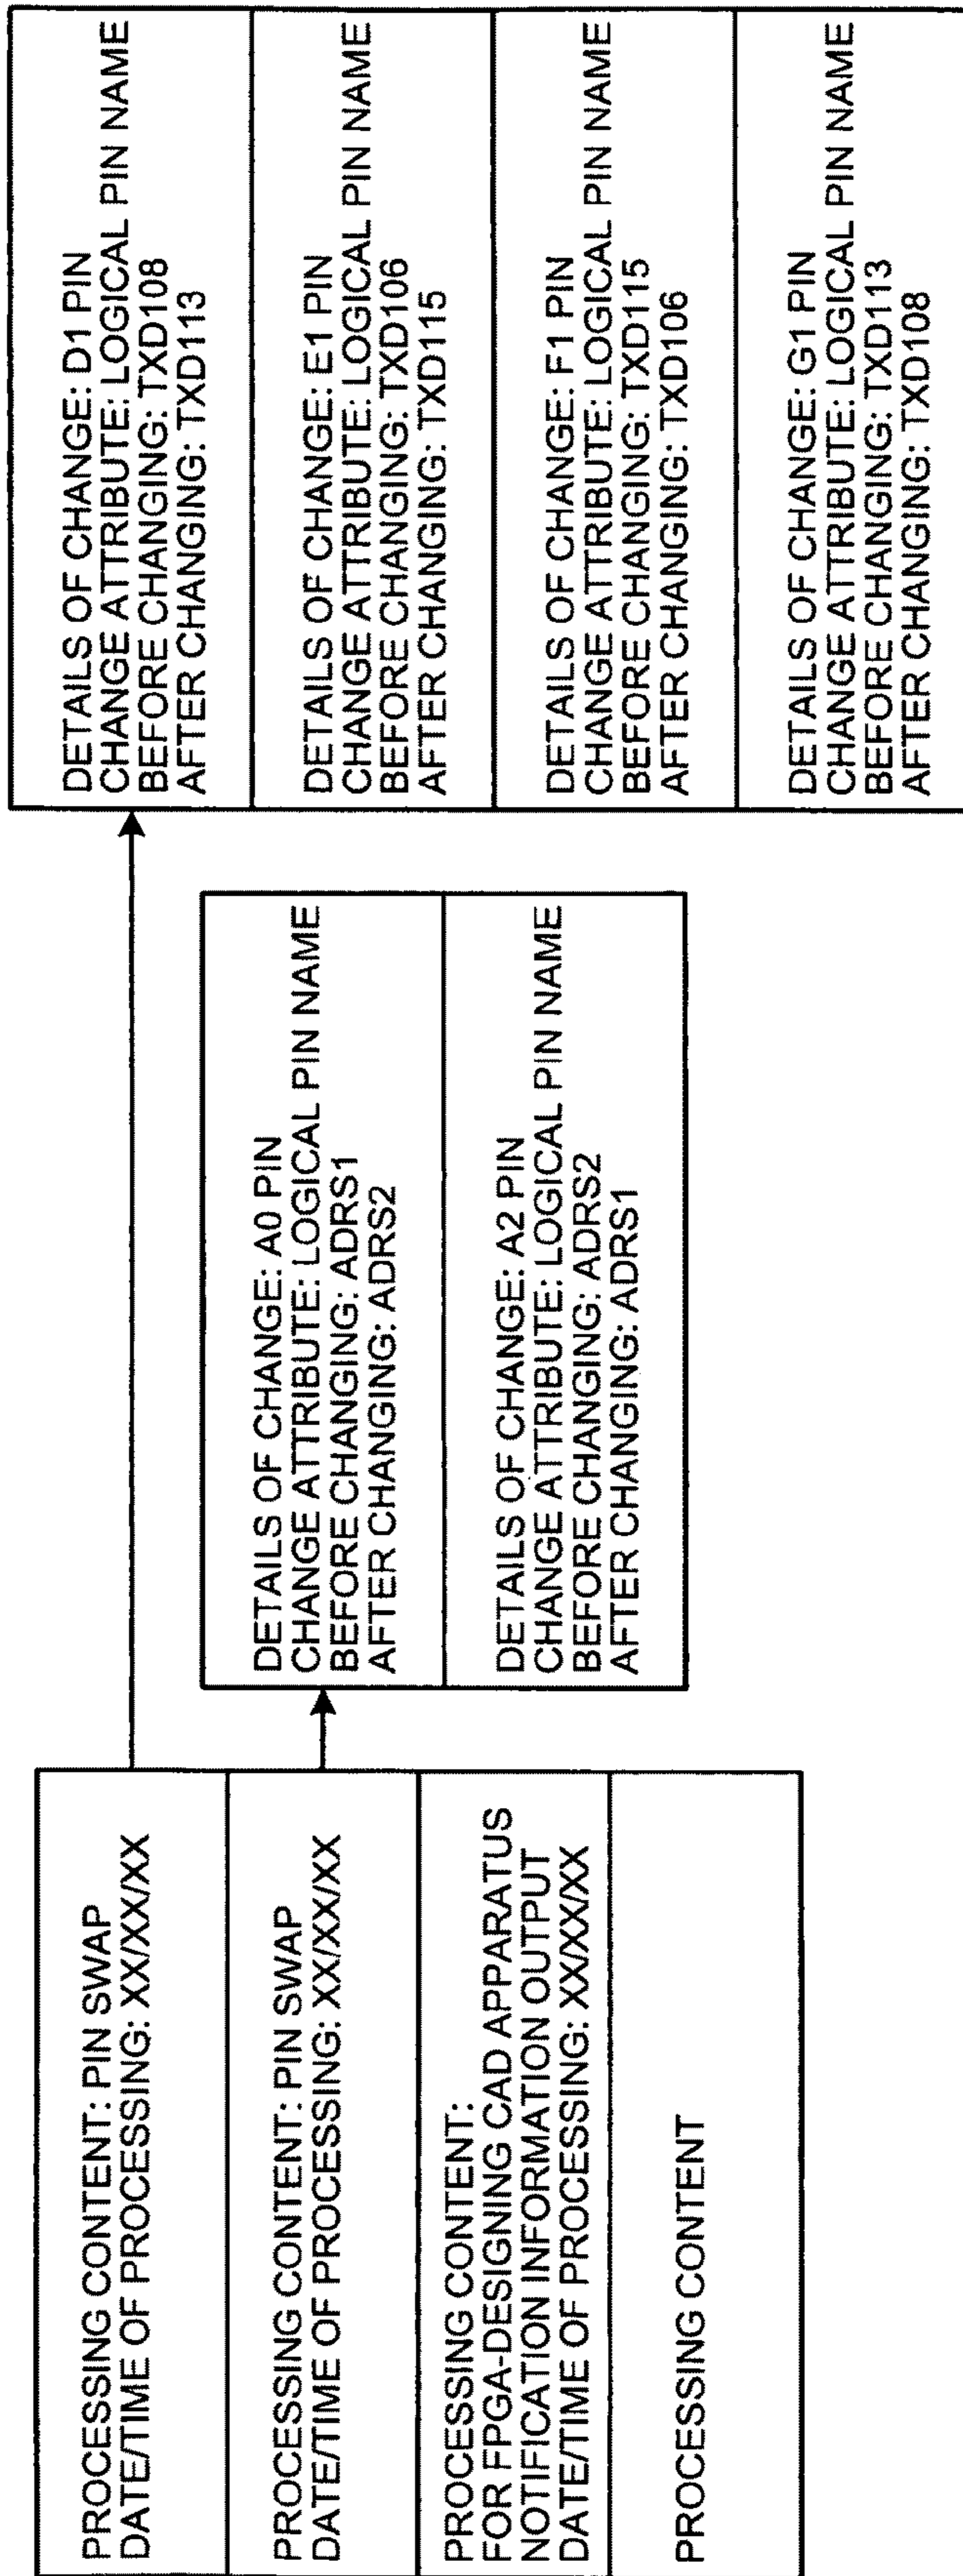 PROCESSING CONTENT: PIN SWAP
DATE/TIME OF PROCESSING: XX/XX/XX
PROCESSING CONTENT: PIN SWAP
DATE/TIME OF PROCESSING: XX/XX/XX
PROCESSING CONTENT:
FOR FPGA-DESIGNING CAD APPARATUS
NOTIFICATION INFORMATION OUTPUT
DATE/TIME OF PROCESSING: XX/XX/XX
PROCESSING CONTENT
DETAILS OF CHANGE: A0 PIN
CHANGE ATTRIBUTE: LOGICAL PIN NAME
BEFORE CHANGING: ADRS1
AFTER CHANGING: ADRS2
DETAILS OF CHANGE: A2 PIN
CHANGE ATTRIBUTE: LOGICAL PIN NAME
BEFORE CHANGING: ADRS2
AFTER CHANGING: ADRS1
DETAILS OF CHANGE: D1 PIN
CHANGE ATTRIBUTE: LOGICAL PIN NAME
BEFORE CHANGING: TXD108
AFTER CHANGING: TXD113
DETAILS OF CHANGE: E1 PIN
CHANGE ATTRIBUTE: LOGICAL PIN NAME
BEFORE CHANGING: TXD106
AFTER CHANGING: TXD115
DETAILS OF CHANGE: F1 PIN
CHANGE ATTRIBUTE: LOGICAL PIN NAME
BEFORE CHANGING: TXD115
AFTER CHANGING: TXD106
DETAILS OF CHANGE: G1 PIN
CHANGE ATTRIBUTE: LOGICAL PIN NAME
BEFORE CHANGING: TXD113
AFTER CHANGING: TXD108